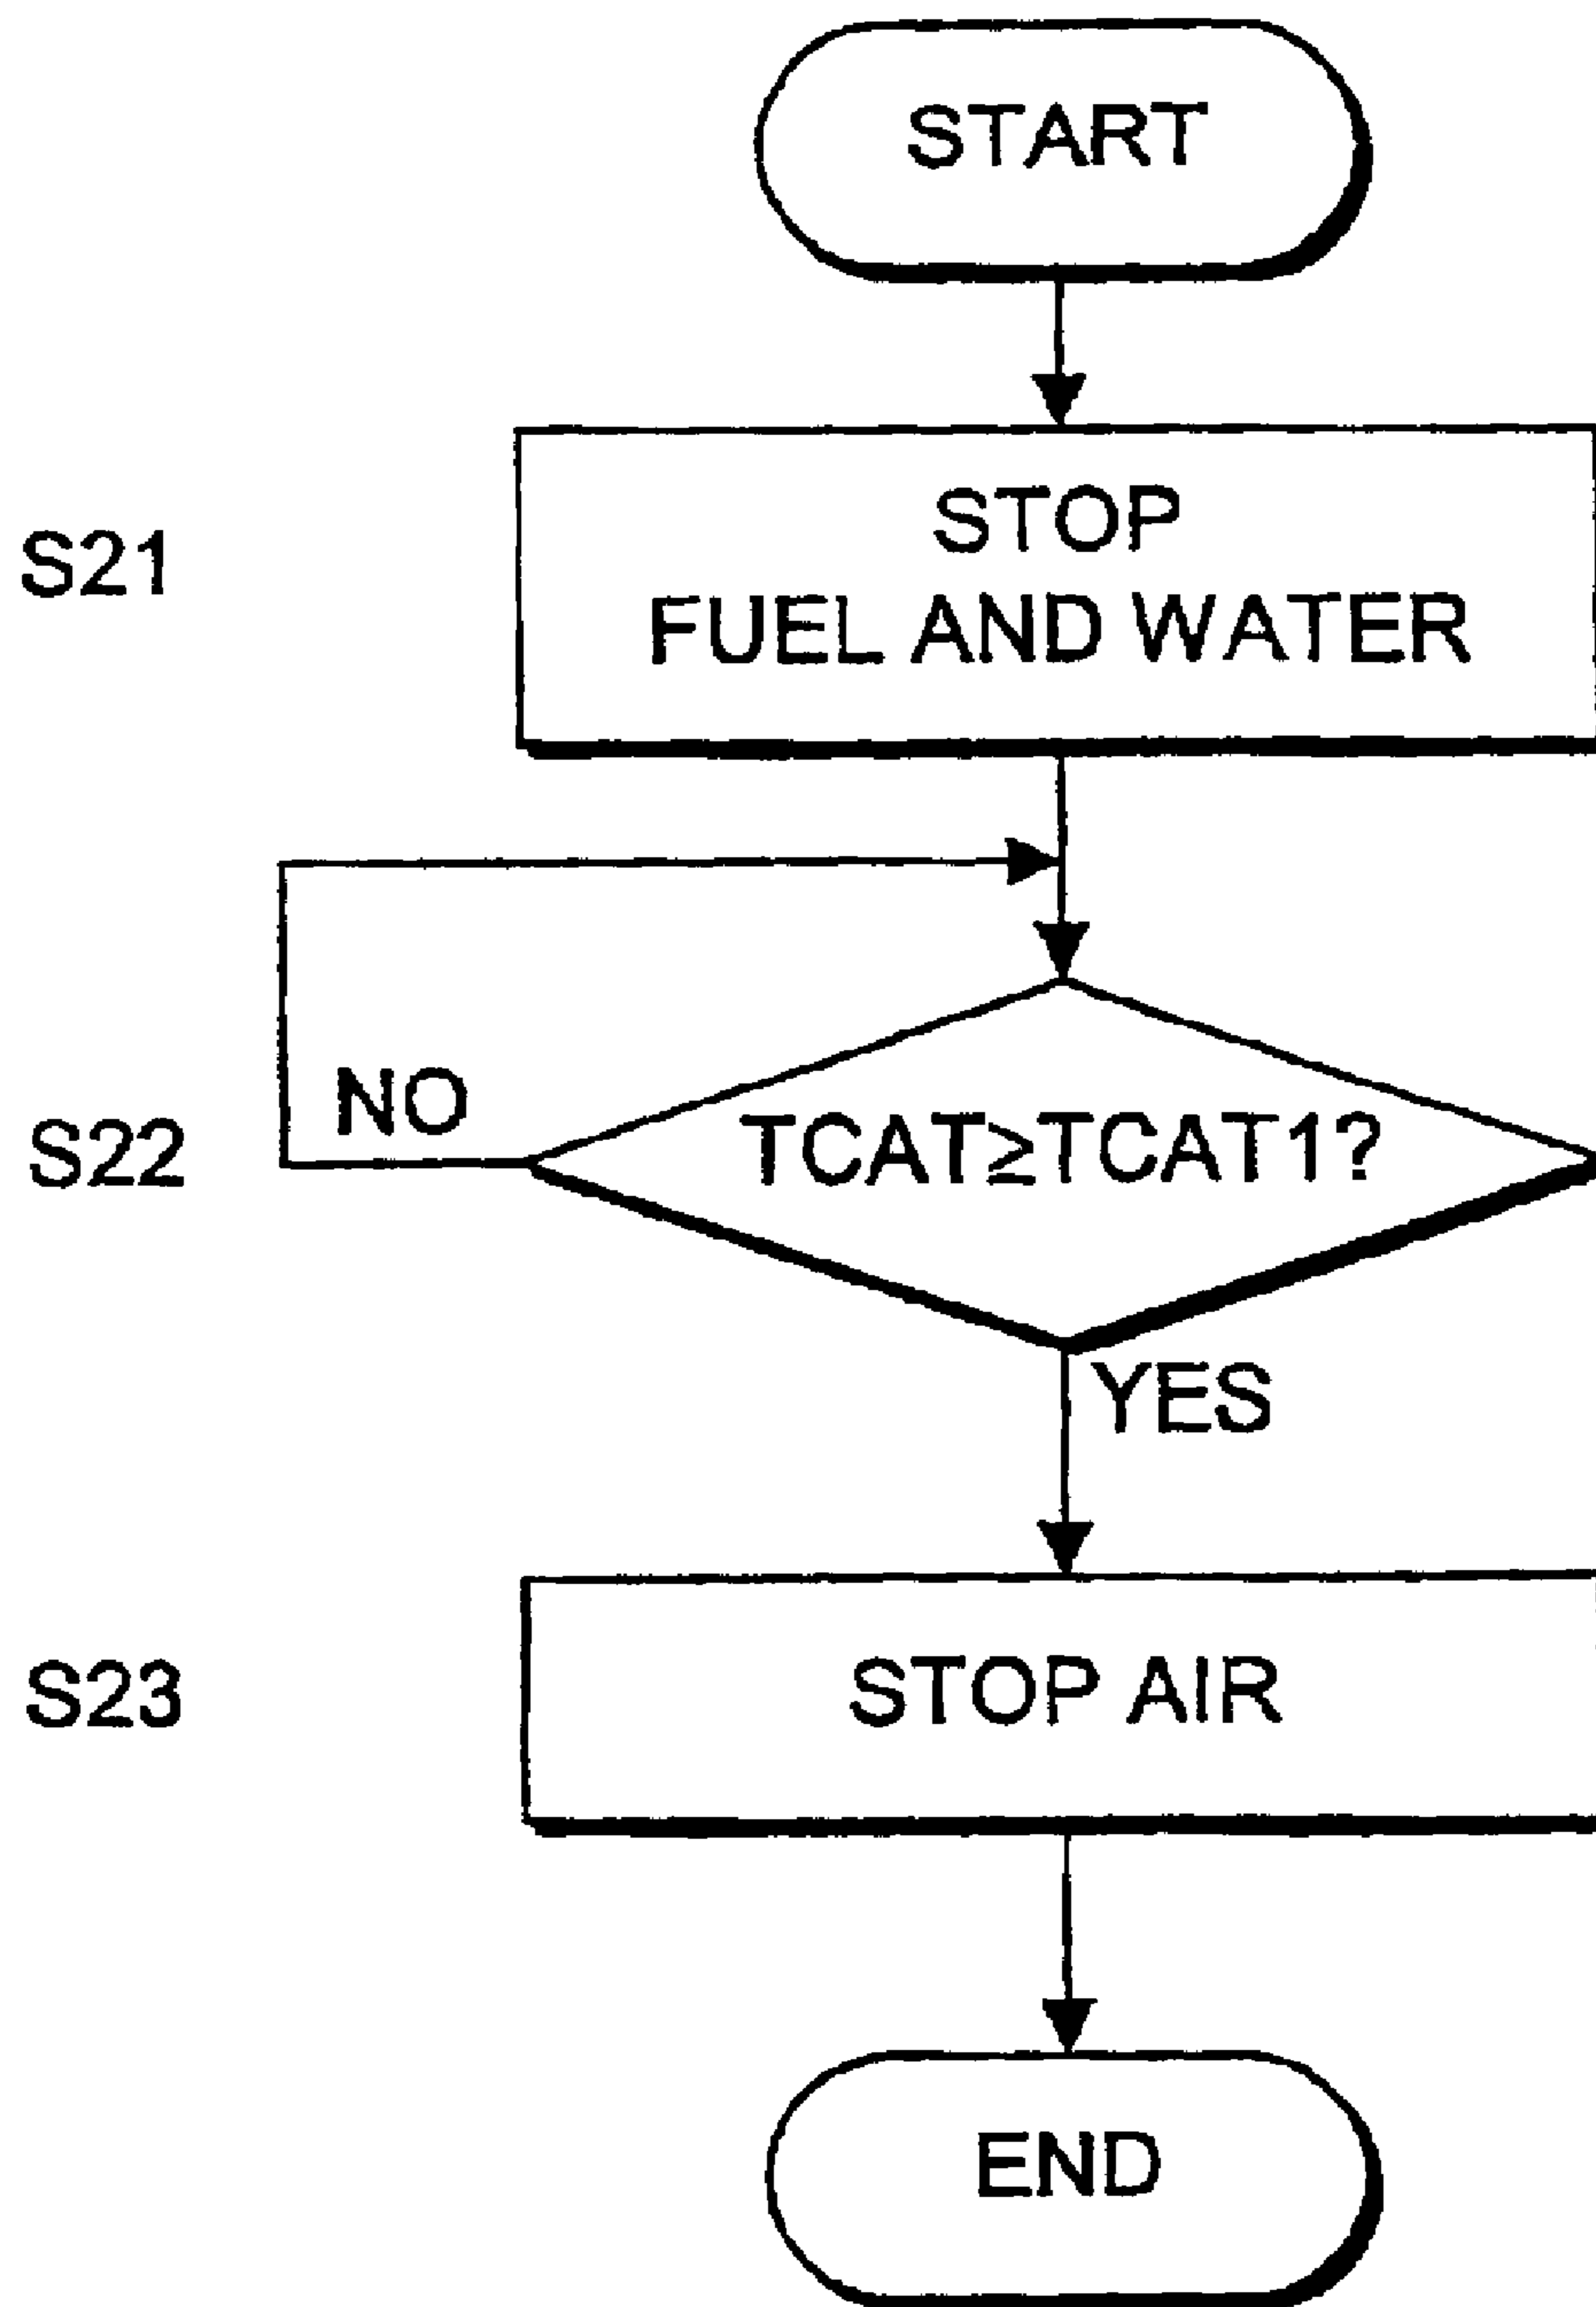 START
S21
STOP
FUEL AND WATER
NO
S22
TCAT≥TCAT1?
YES
S23
STOP AIR
END